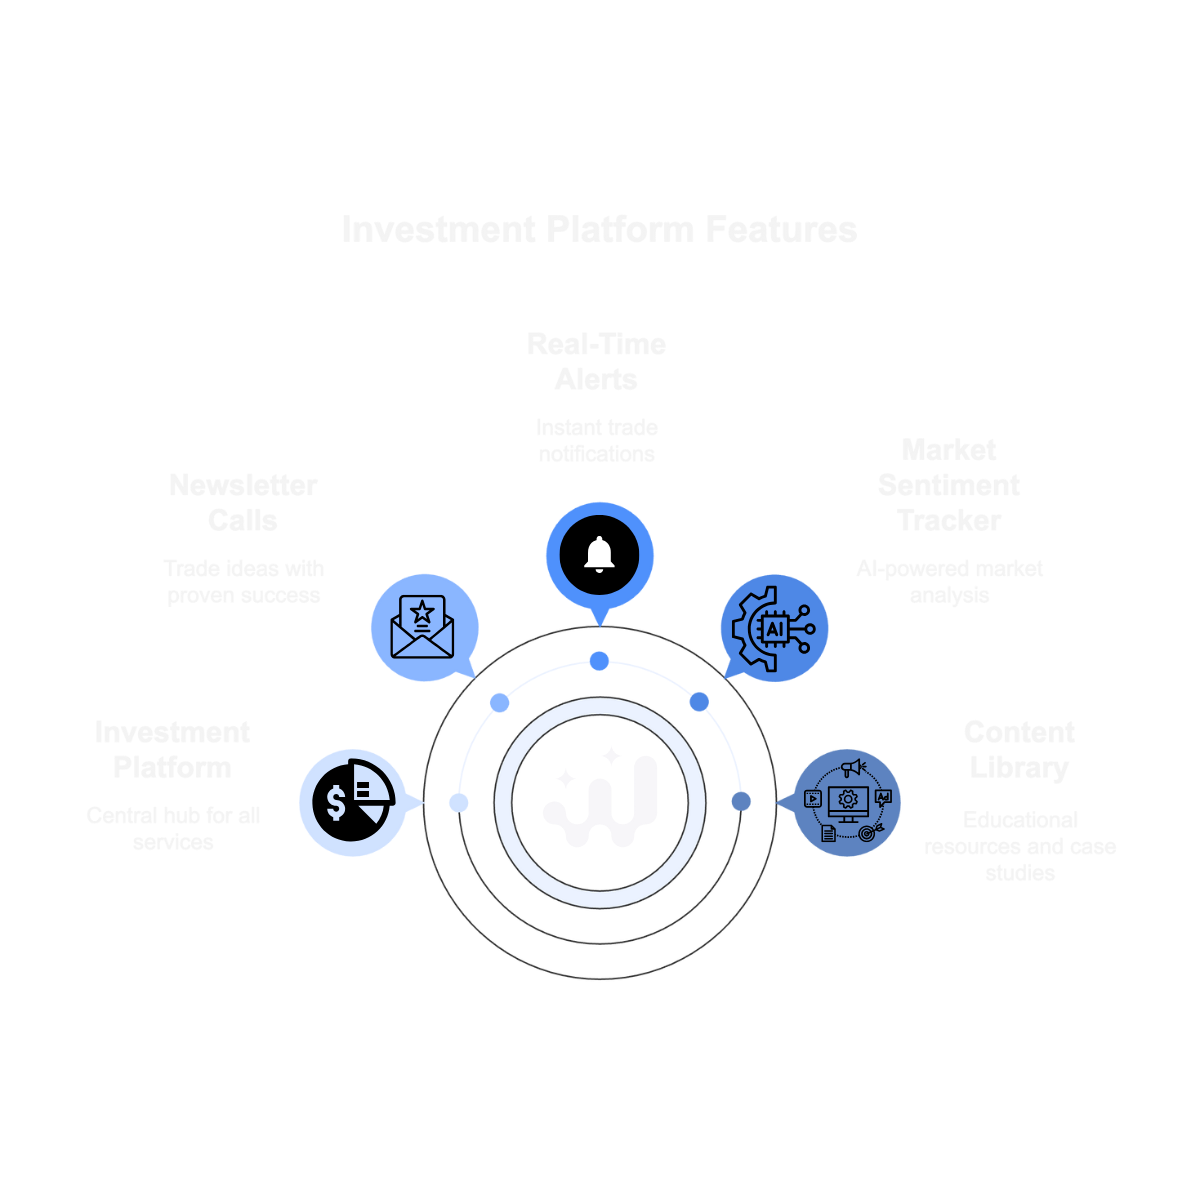 Investment Platform Features
Real-Time
Alerts
Instant trade
notifications
Market
Sentiment
Tracker
AI-powered market
analysis
Newsletter
Calls
Trade ideas with
proven success
AI
Investment
Platform
Central hub for all
services
$
Content
Library
Educational
resources and case
studies
Ad